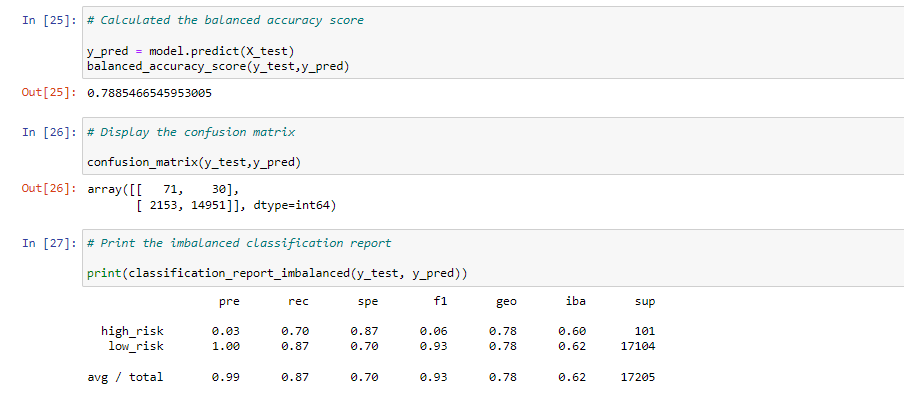 In [25]: # Calculated the balanced accuracy score
y_pred = model.predict(X_test)
balanced_accuracy_score(y_test,y_pred)
Out[25]: 0.7885466545953005
In [26]: # Display the confusion matrix
confusion_matrix(y_test,y_pred)
Out[26]: array([[   71,    30],
       [ 2153, 14951]], dtype=int64)
In [27]: # Print the imbalanced classification report
print(classification_report_imbalanced(y_test, y_pred))
pre rec spe f1 geo iba sup
high_risk 0.03 0.70 0.87 0.06 0.78 0.60 101
low_risk 1.00 0.87 0.70 0.93 0.78 0.62 17104
avg / total 0.99 0.87 0.70 0.93 0.78 0.62 17205